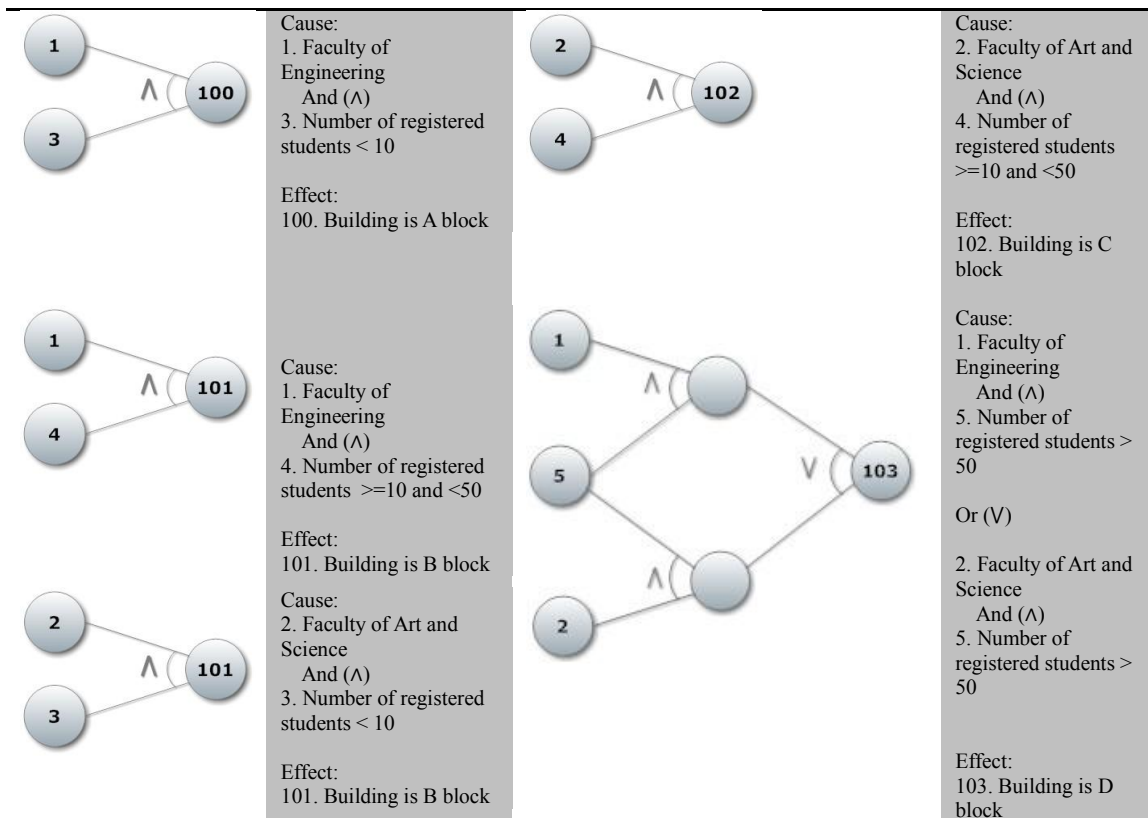 1
Λ
100
3
Cause:
1. Faculty of
Engineering
And (Λ)
3. Number of registered
students < 10
Effect:
100. Building is A block
2
Λ
102
4
Cause:
2. Faculty of Art and
Science
And (Λ)
4. Number of
registered students
>=10 and <50
Effect:
102. Building is C
block
1
Λ
101
4
Cause:
1. Faculty of
Engineering
And (Λ)
4. Number of registered
students >=10 and <50
Effect:
101. Building is B block
2
Λ
101
3
Cause:
2. Faculty of Art and
Science
And (Λ)
3. Number of registered
students < 10
Effect:
101. Building is B block
1
Λ
5
V
103
Λ
2
Cause:
1. Faculty of
Engineering
And (Λ)
5. Number of
registered students >
50
Or (V)
2. Faculty of Art and
Science
And (Λ)
5. Number of
registered students >
50
Effect:
103. Building is D
block